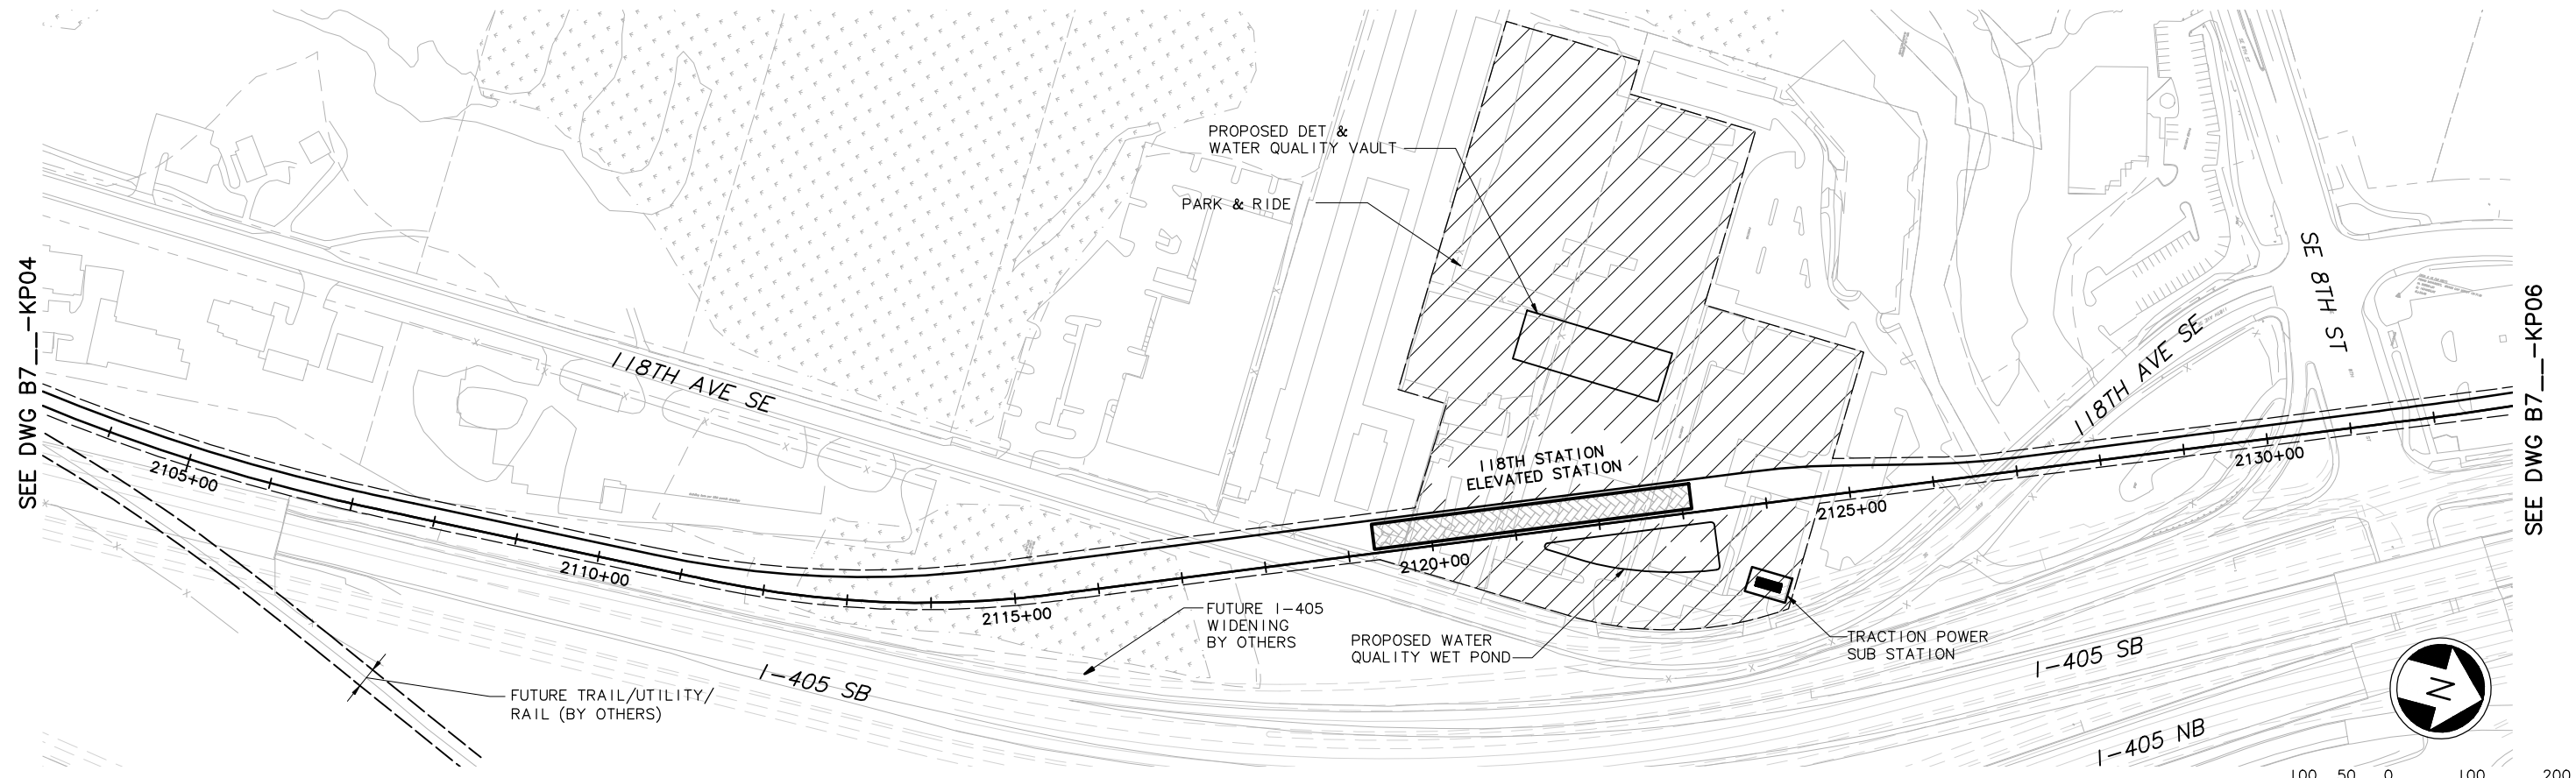 SEE DWG B7__-KP04
PROPOSED DET &
WATER QUALITY VAULT
PARK & RIDE
118TH AVE SE
118TH STATION
ELEVATED STATION
118TH AVE SE
SE 8TH ST
SEE DWG B7__-KP06
2105+00
2110+00
2115+00
2120+00
2125+00
2130+00
FUTURE I-405
WIDENING
BY OTHERS
PROPOSED WATER
QUALITY WET POND
TRACTION POWER
SUB STATION
FUTURE TRAIL/UTILITY/
RAIL (BY OTHERS)
I-405 SB
I-405 SB
I-405 NB
N
100 50 0 100 200